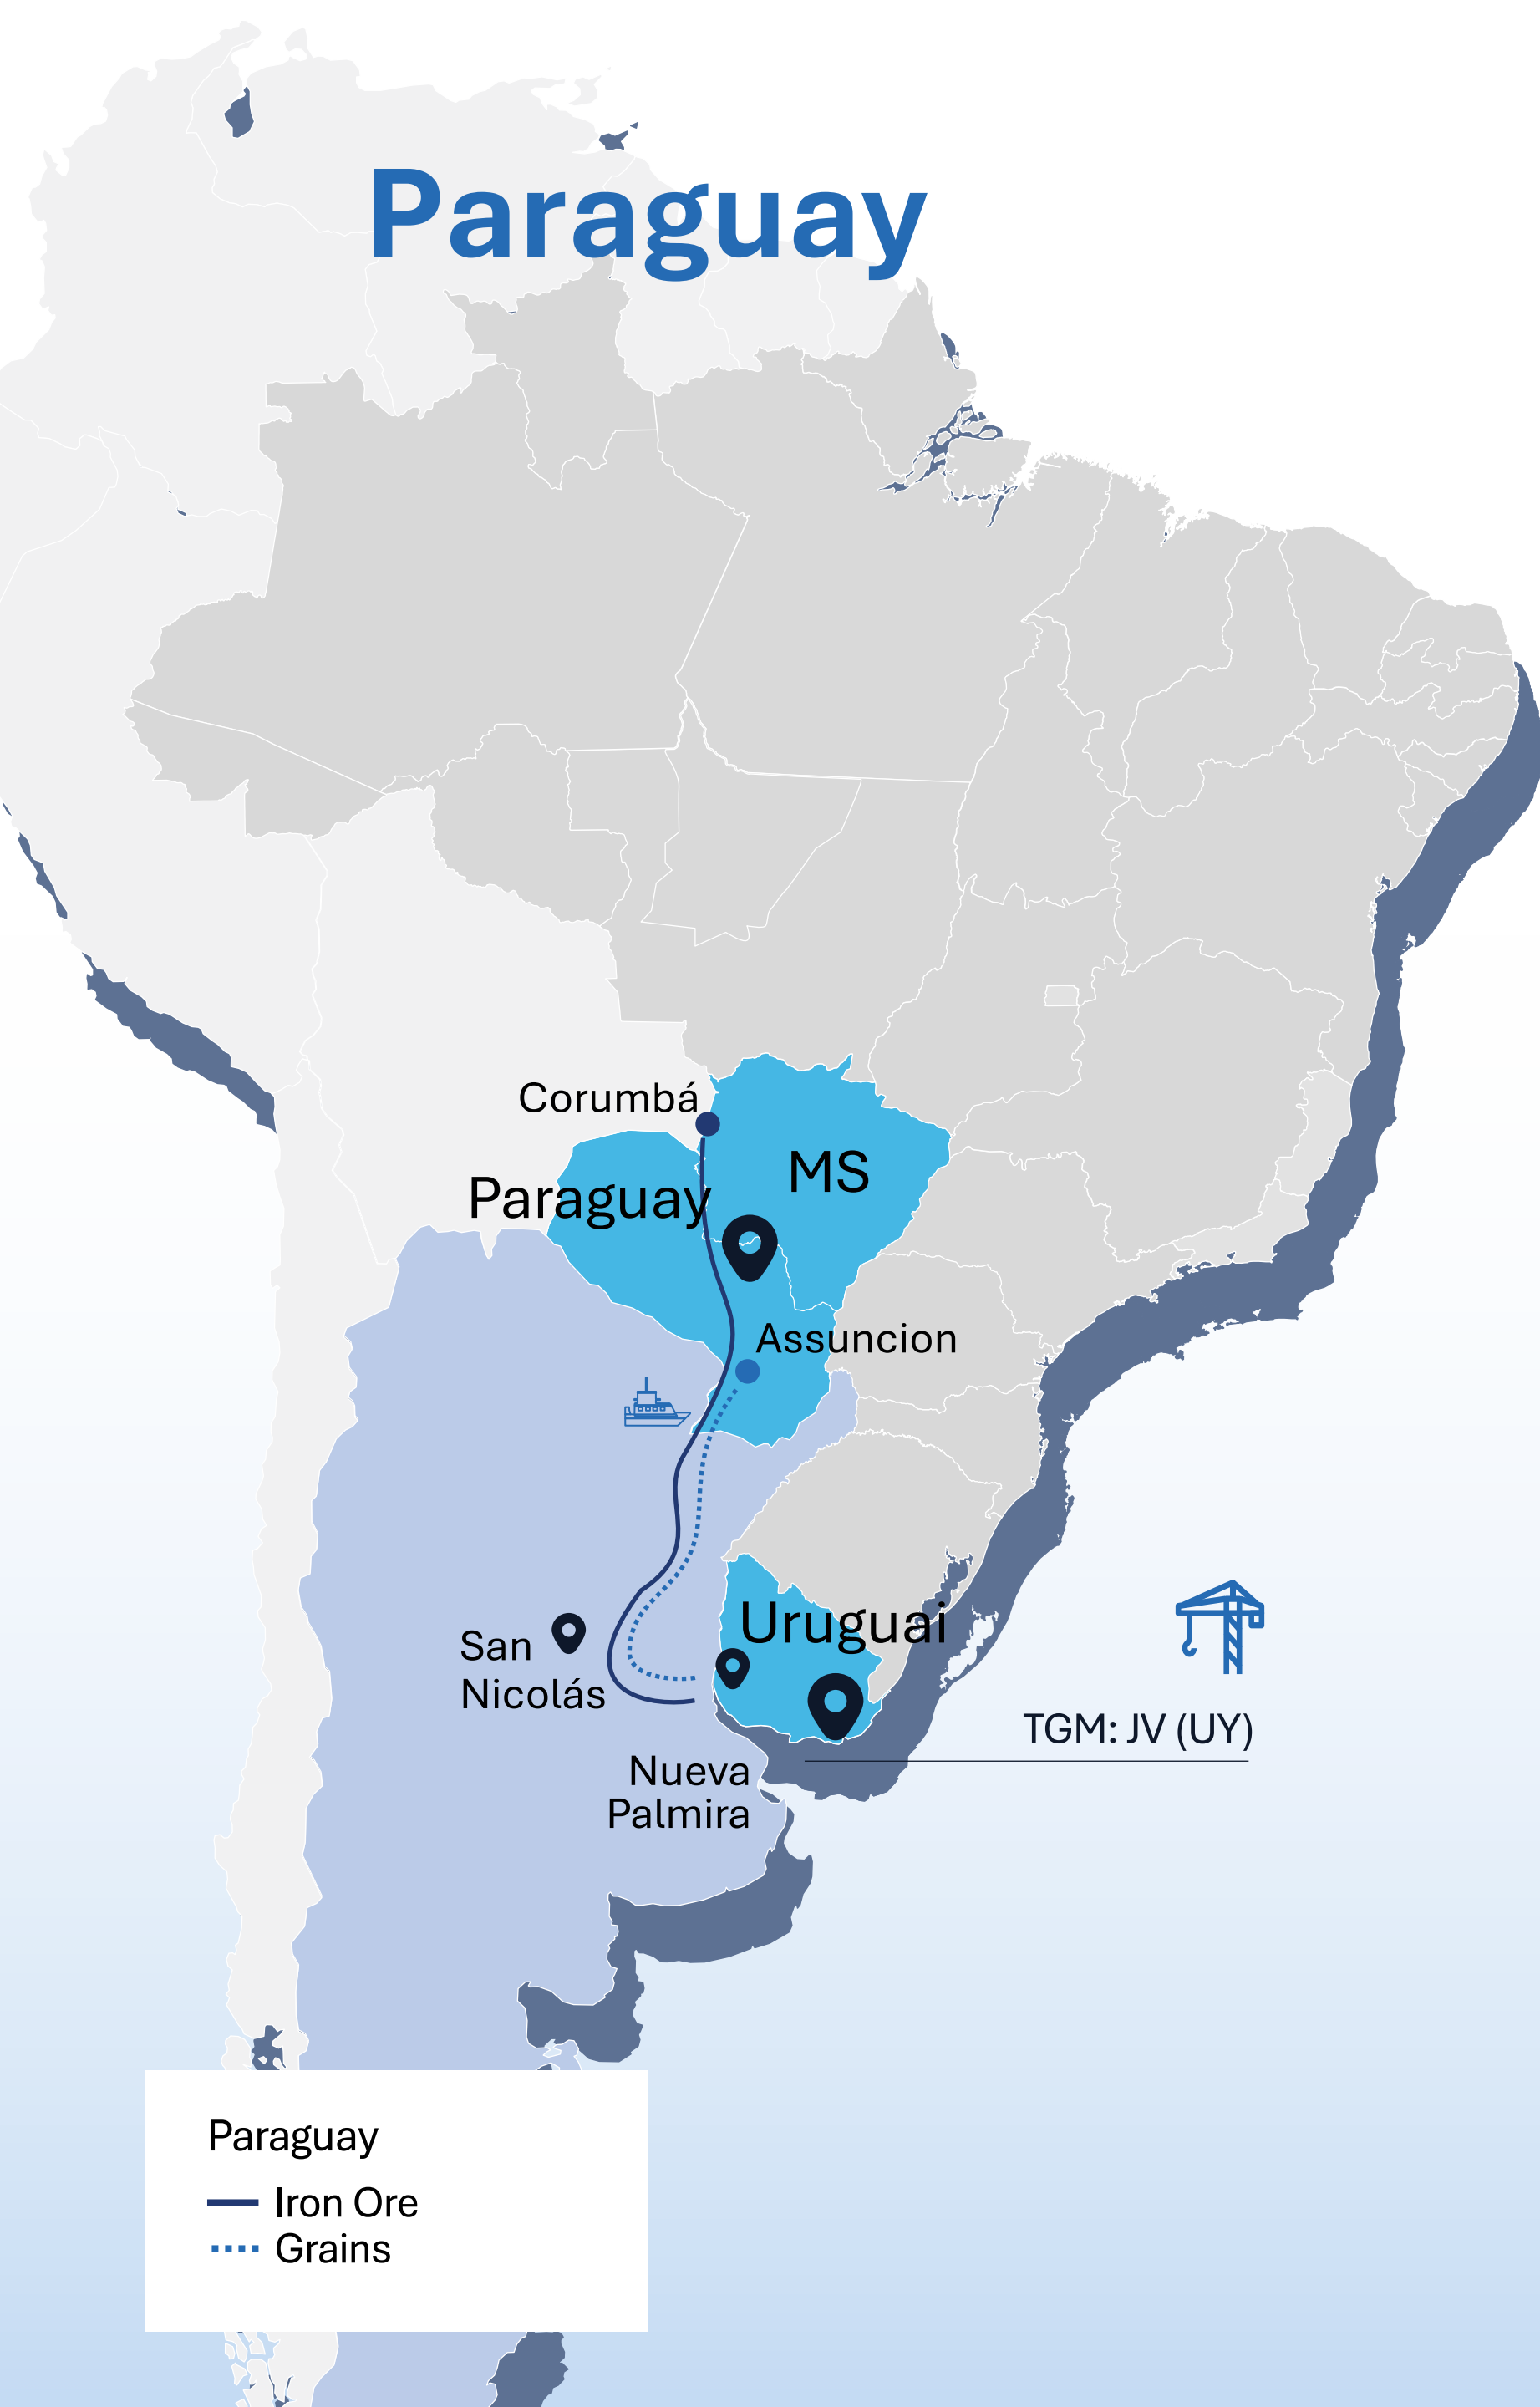 Paraguay
Corumbá
MS
Paraguay
Assuncion
Uruguai
San
Nicolás
TGM: JV (UY)
Nueva
Palmira
Paraguay
Iron Ore
Grains